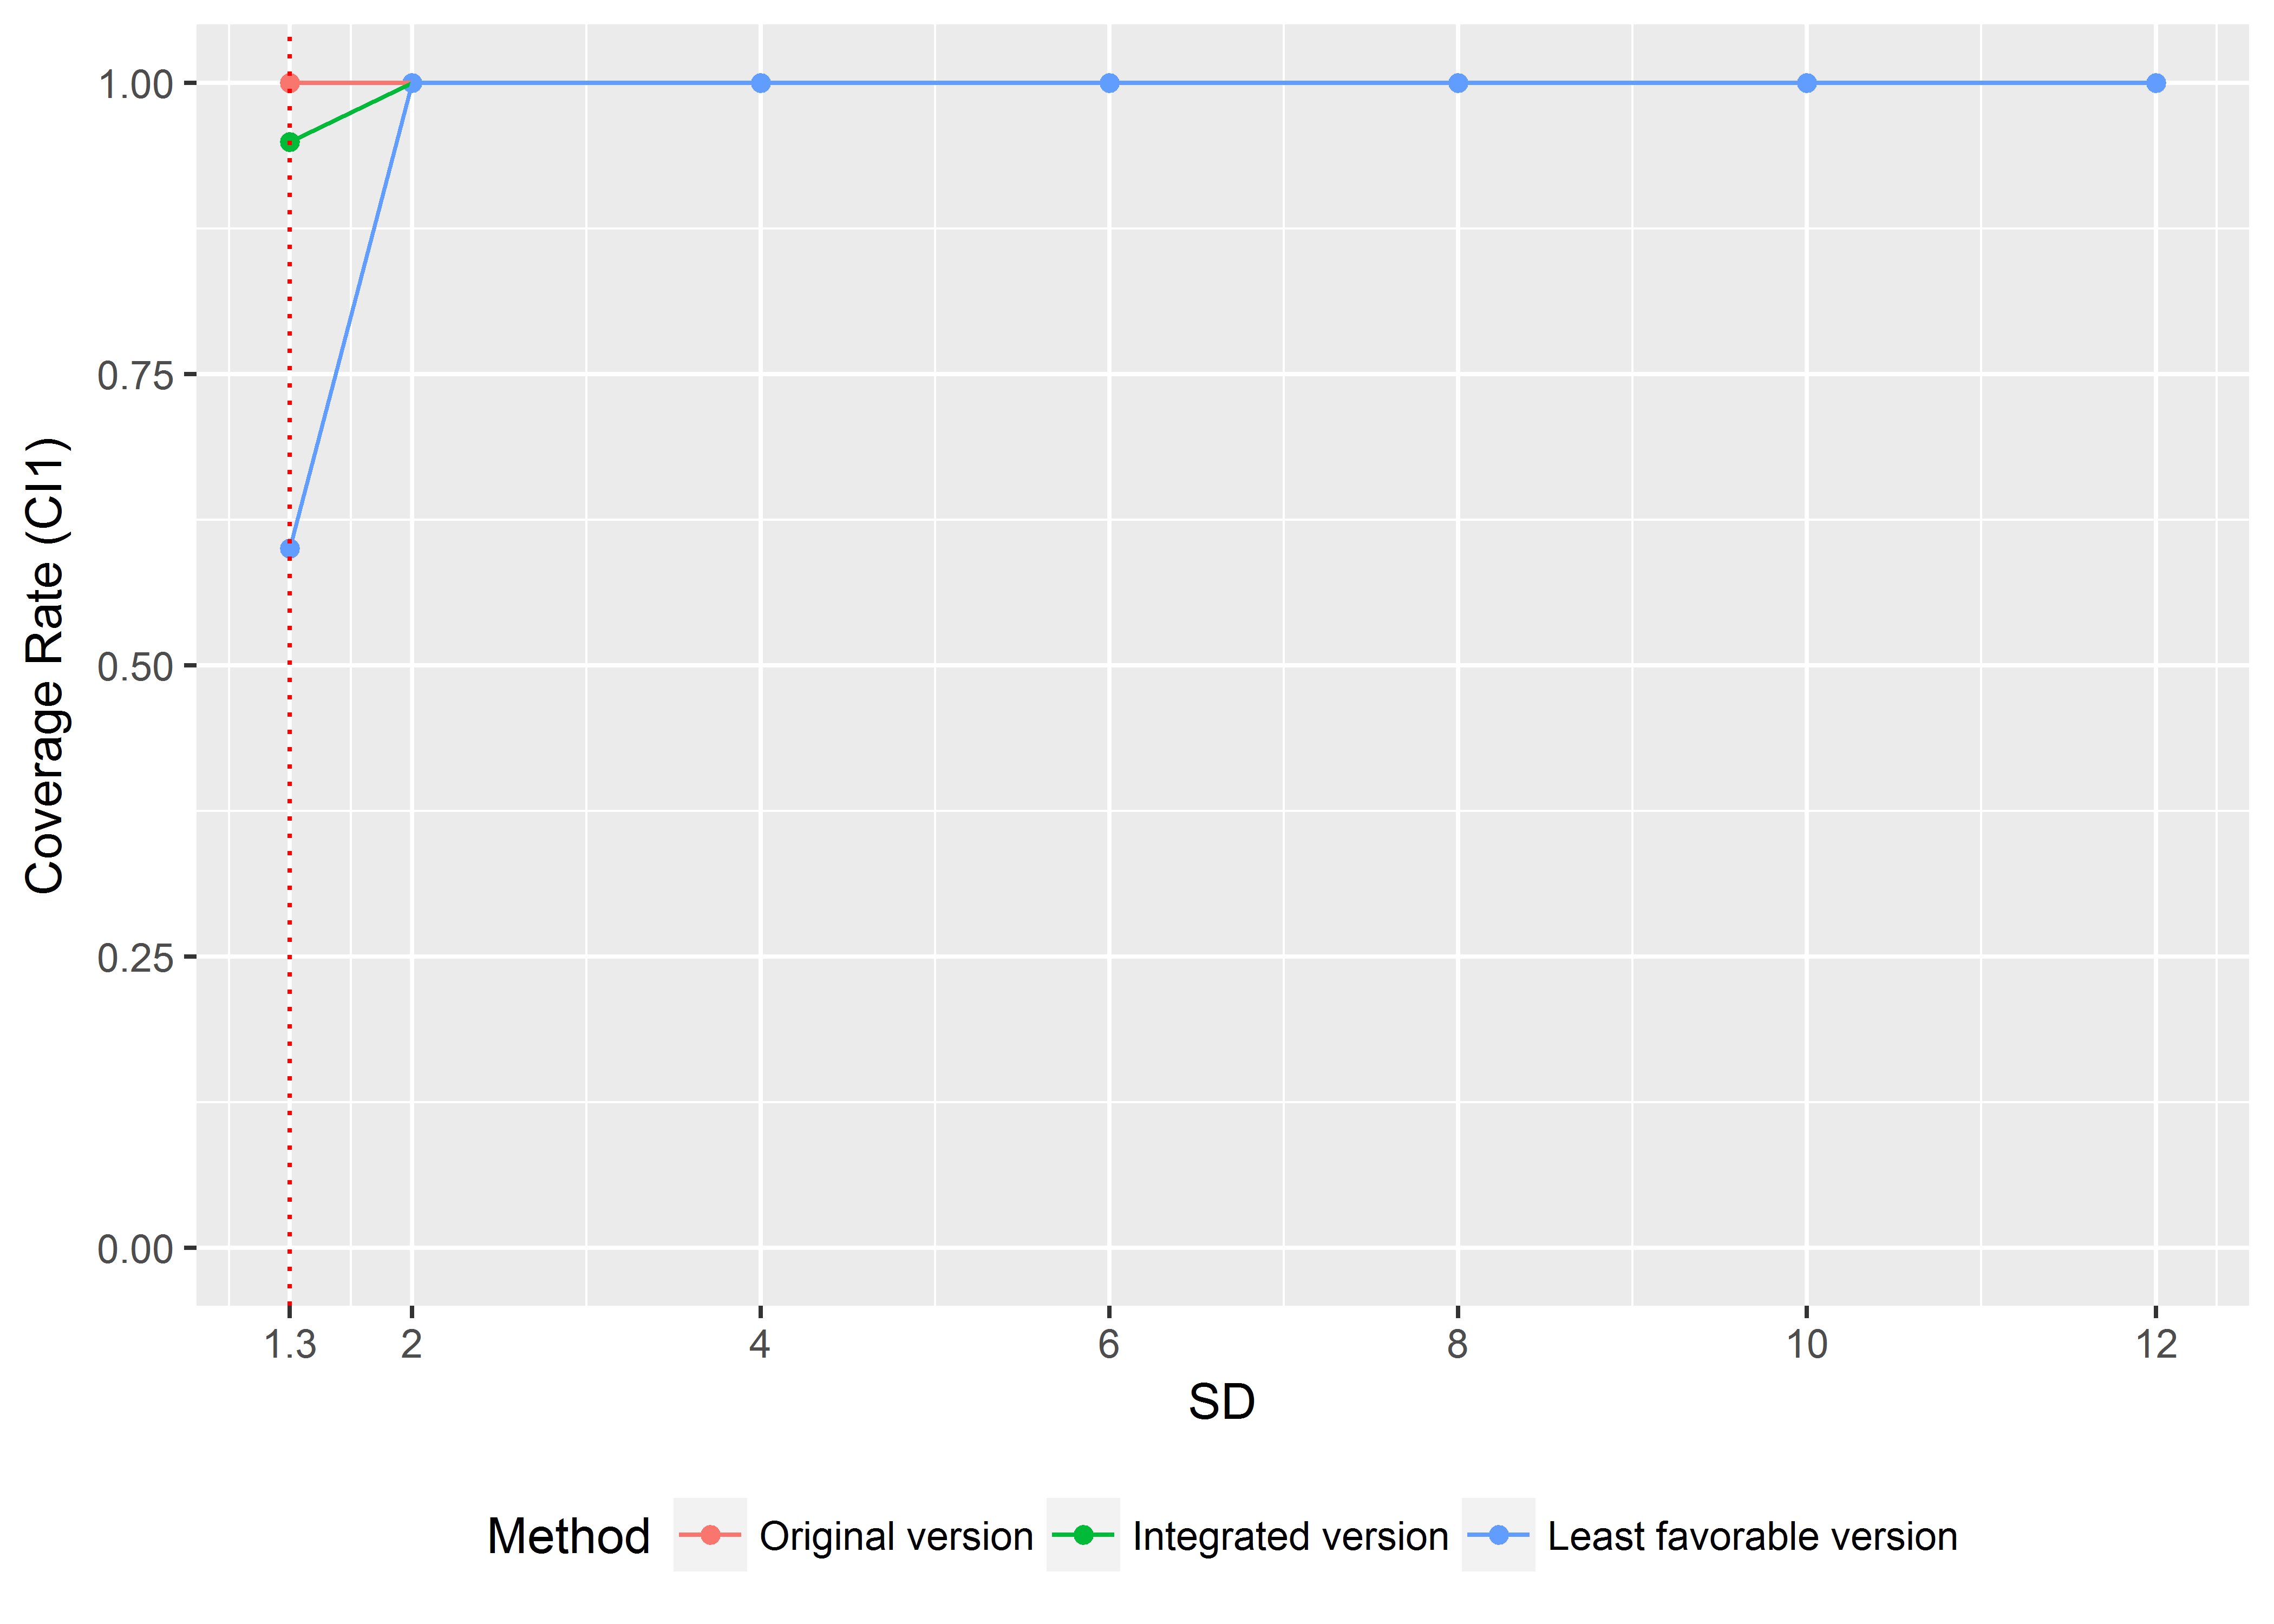 1.00
0.75
0.50
0.25
0.00
Coverage Rate (CI1)
1.3 2 4 6 8 10 12
SD
Method Original version Integrated version Least favorable version